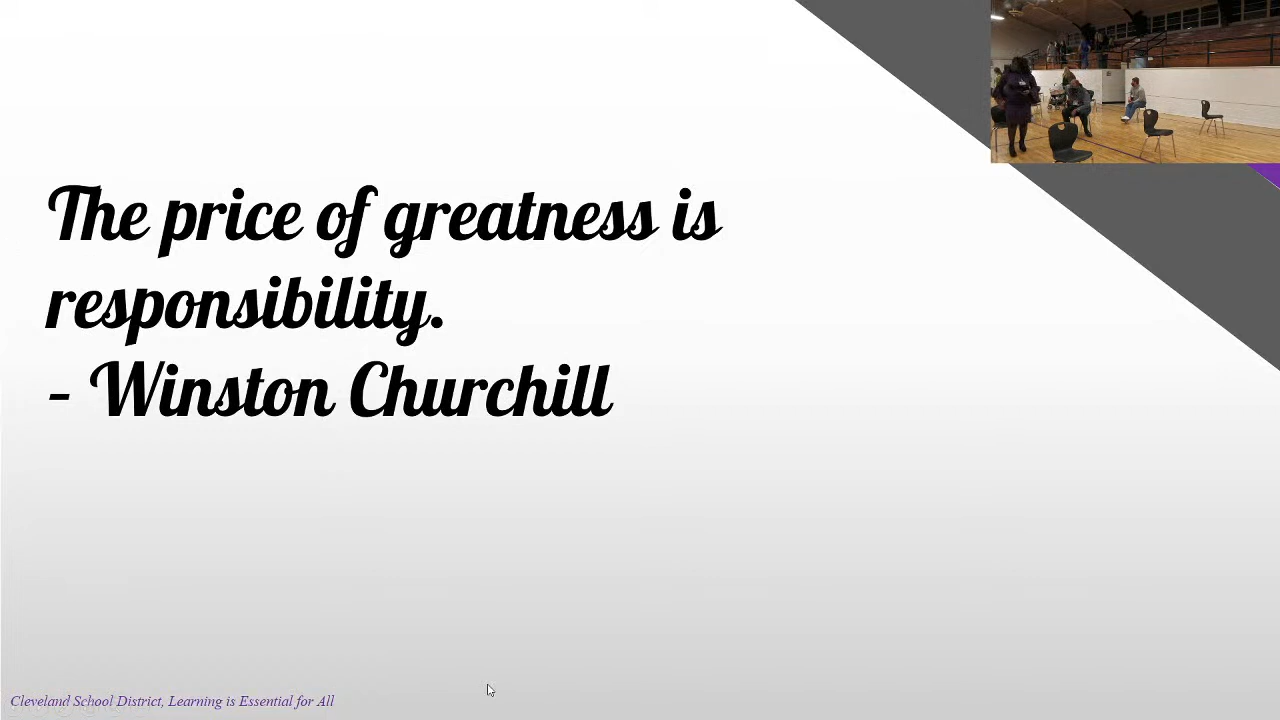 The price of greatness is
responsibility.
- Winston Churchill
Cleveland School District, Learning is Essential for All